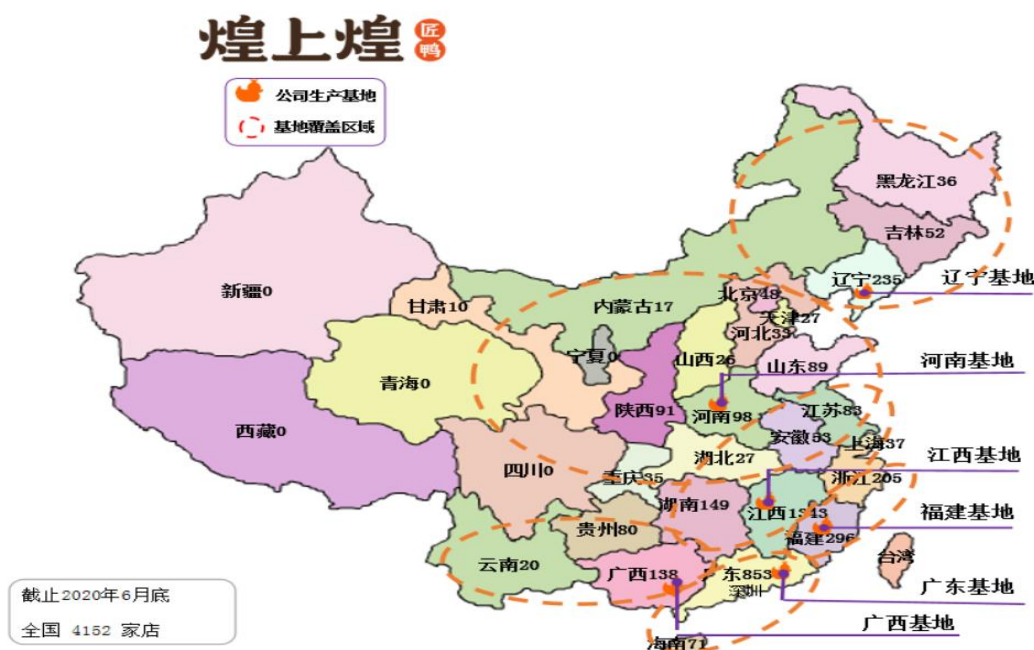 煌上煌
匠鸭
公司生产基地
基地覆盖区域
黑龙江36
吉林52
辽宁235
辽宁基地
新疆0
甘肃10
内蒙古17
北京48
天津27
河北33
宁夏0
山西26
山东89
河南基地
青海0
陕西91
河南98
江苏83
安徽53
上海37
西藏0
四川0
湖北27
重庆35
浙江205
江西基地
湖南149
江西1343
福建基地
贵州80
福建296
台湾
云南20
广西138
广东853
深圳
广东基地
广西基地
海南71
截止2020年6月底
全国 4152 家店